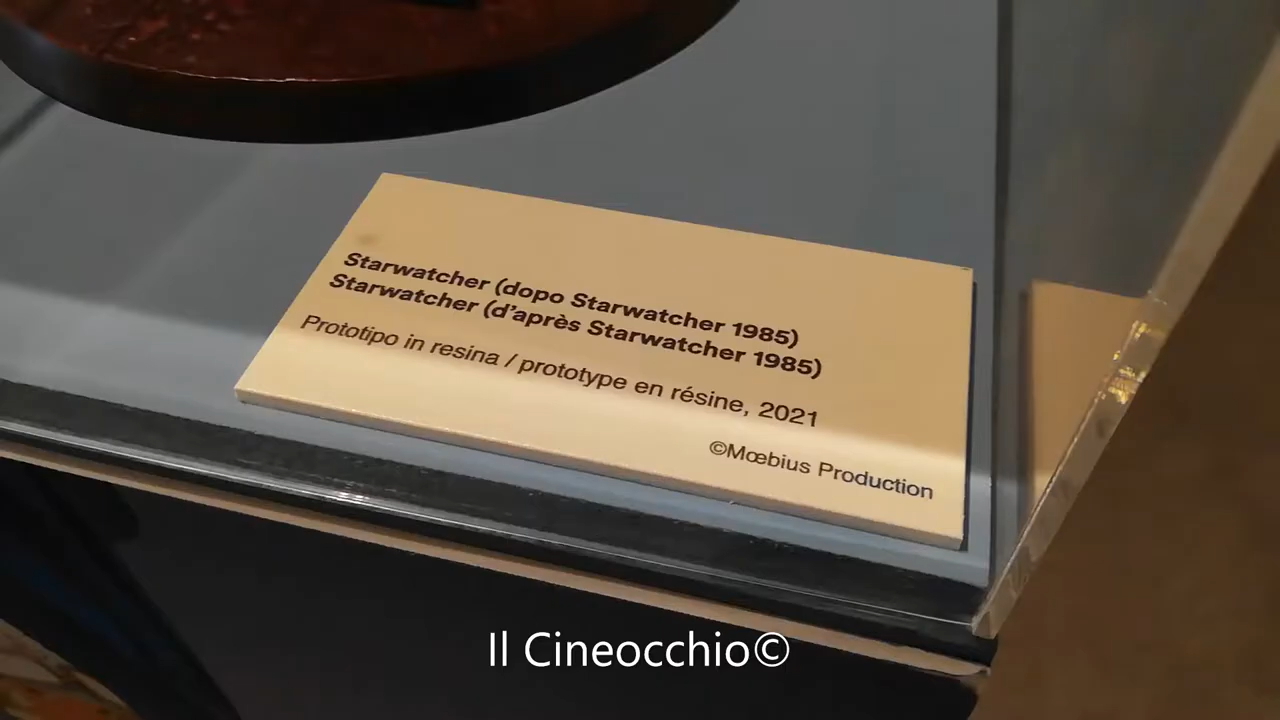 Starwatcher (dopo Starwatcher 1985)
Starwatcher (d'après Starwatcher 1985)
Prototipo in resina / prototype en résine, 2021
©Mœbius Production
Il Cineocchio©